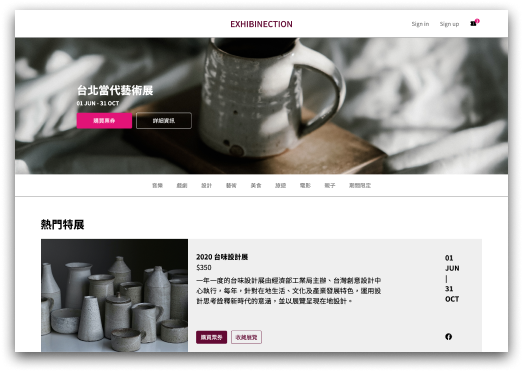 EXHIBINECTION
Sign in
Sign up
台北當代藝術展
01 JUN - 31 OCT
購買票券
詳細資訊
音樂 戲劇 設計 藝術 美食 旅遊 電影 親子 期間限定
熱門特展
2020 台味設計展
$350
一年一度的台味設計展由經濟部工業局主辦、台灣創意設計中
心執行，每年，針對在地生活、文化及產業發展特色，運用設
計思考詮釋新時代的意涵，並以展覽呈現在地設計。
購買票券
收藏展覽
01
JUN
|
31
OCT